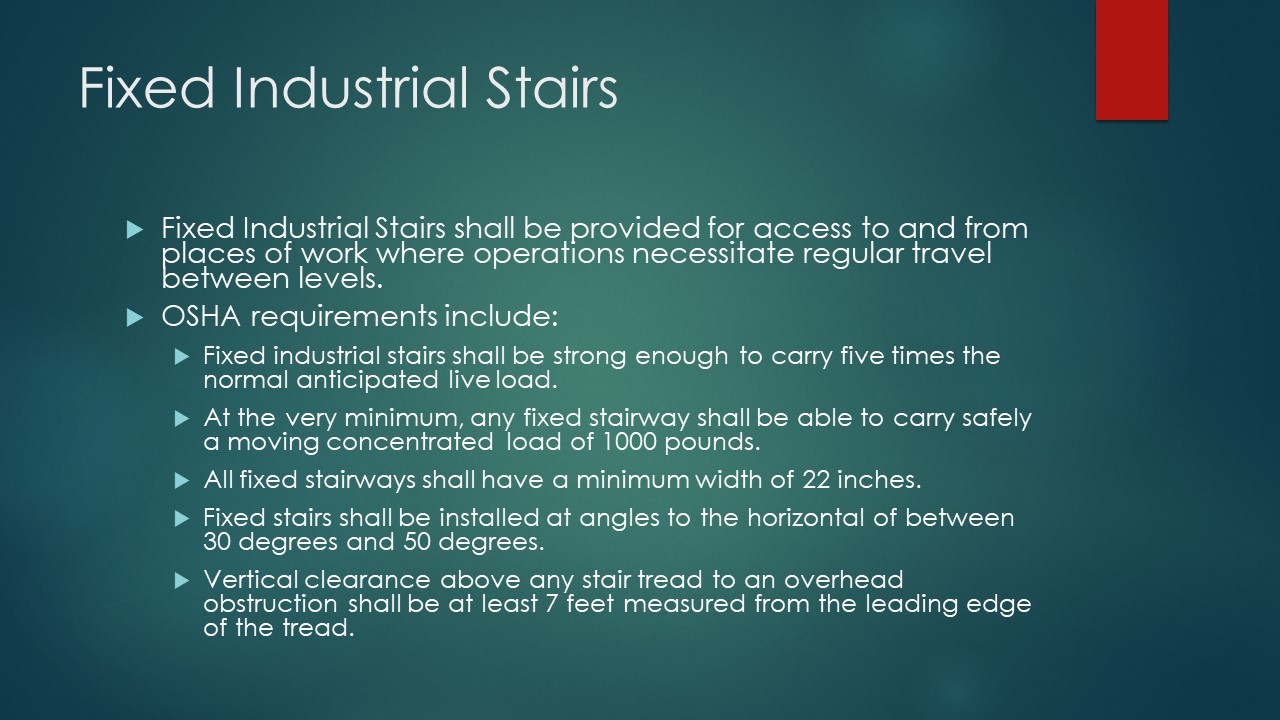 Fixed Industrial Stairs
Fixed Industrial Stairs shall be provided for access to and from
places of work where operations necessitate regular travel
between levels.
OSHA requirements include:
Fixed industrial stairs shall be strong enough to carry five times the
normal anticipated live load.
At the very minimum, any fixed stairway shall be able to carry safely
a moving concentrated load of 1000 pounds.
All fixed stairways shall have a minimum width of 22 inches.
Fixed stairs shall be installed at angles to the horizontal of between
30 degrees and 50 degrees.
Vertical clearance above any stair tread to an overhead
obstruction shall be at least 7 feet measured from the leading edge
of the tread.